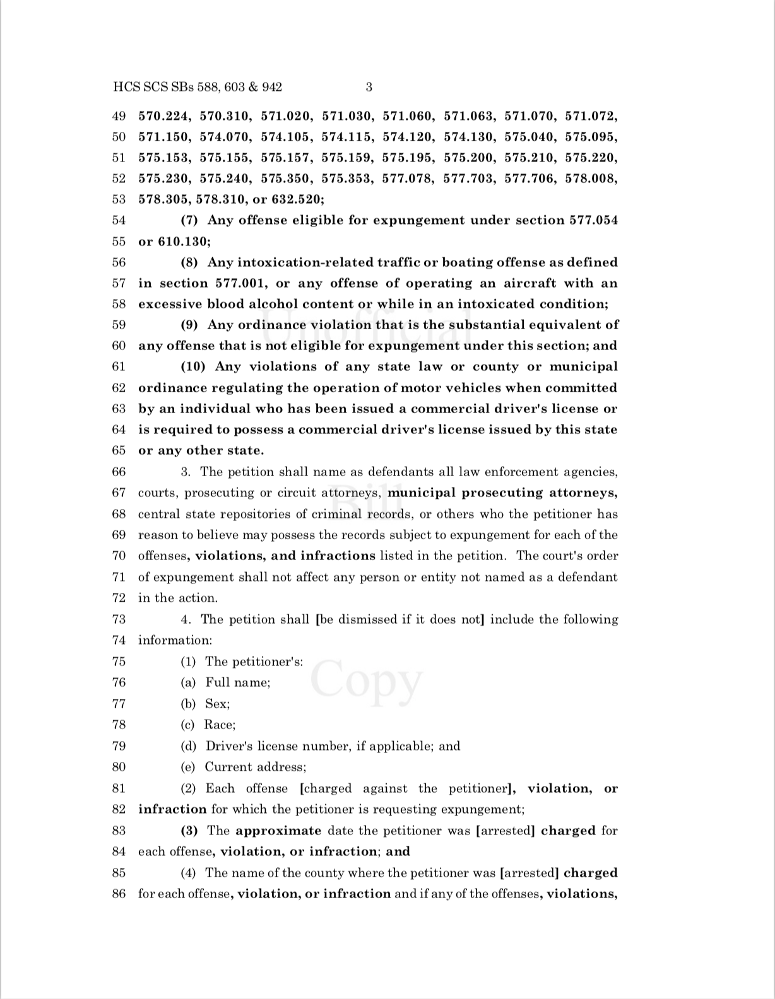 HCS SCS SBs 588, 603 & 942 3
49 570.224, 570.310, 571.020, 571.030, 571.060, 571.063, 571.070, 571.072,
50 571.150, 574.070, 574.105, 574.115, 574.120, 574.130, 575.040, 575.095,
51 575.153, 575.155, 575.157, 575.159, 575.195, 575.200, 575.210, 575.220,
52 575.230, 575.240, 575.350, 575.353, 577.078, 577.703, 577.706, 578.008,
53 578.305, 578.310, or 632.520;
54 (7) Any offense eligible for expungement under section 577.054
55 or 610.130;
56 (8) Any intoxication-related traffic or boating offense as defined
57 in section 577.001, or any offense of operating an aircraft with an
58 excessive blood alcohol content or while in an intoxicated condition;
Unofficial
59 (9) Any ordinance violation that is the substantial equivalent of
60 any offense that is not eligible for expungement under this section; and
61 (10) Any violations of any state law or county or municipal
62 ordinance regulating the operation of motor vehicles when committed
63 by an individual who has been issued a commercial driver's license or
64 is required to possess a commercial driver's license issued by this state
65 or any other state.
66 3. The petition shall name as defendants all law enforcement agencies,
67 courts, prosecuting or circuit attorneys, municipal prosecuting attorneys,
Bill
68 central state repositories of criminal records, or others who the petitioner has
69 reason to believe may possess the records subject to expungement for each of the
70 offenses, violations, and infractions listed in the petition. The court's order
71 of expungement shall not affect any person or entity not named as a defendant
72 in the action.
73 4. The petition shall [be dismissed if it does not] include the following
74 information:
75 (1) The petitioner's:
Copy
76 (a) Full name;
77 (b) Sex;
78 (c) Race;
79 (d) Driver's license number, if applicable; and
80 (e) Current address;
81 (2) Each offense [charged against the petitioner], violation, or
82 infraction for which the petitioner is requesting expungement;
83 (3) The approximate date the petitioner was [arrested] charged for
84 each offense, violation, or infraction; and
85 (4) The name of the county where the petitioner was [arrested] charged
86 for each offense, violation, or infraction and if any of the offenses, violations,